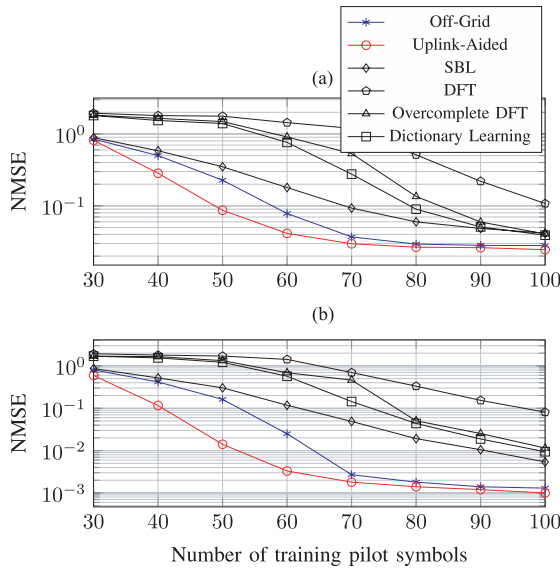 (a)
Off-Grid
Uplink-Aided
SBL
DFT
Overcomplete DFT
Dictionary Learning
NMSE
10^0
10^-1
30 40 50 60 70 80 90 100
(b)
NMSE
10^0
10^-1
10^-2
10^-3
30 40 50 60 70 80 90 100
Number of training pilot symbols